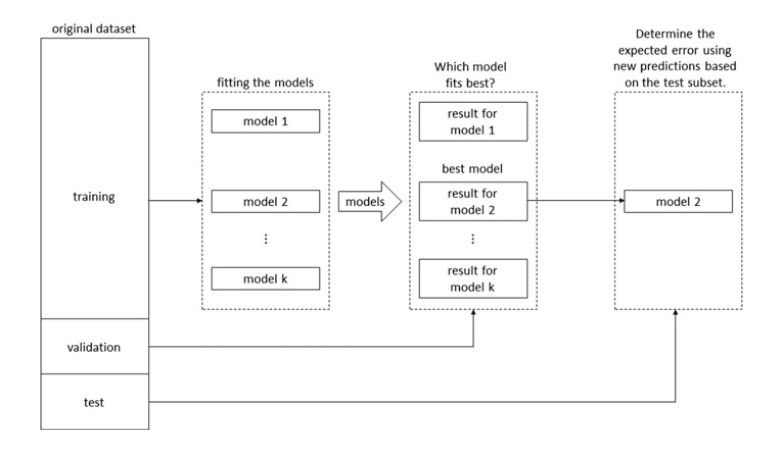 original dataset
training
validation
test
fitting the models
model 1
model 2
⋮
model k
models
Which model
fits best?
result for
model 1
best model
result for
model 2
⋮
result for
model k
Determine the
expected error using
new predictions based
on the test subset.
model 2